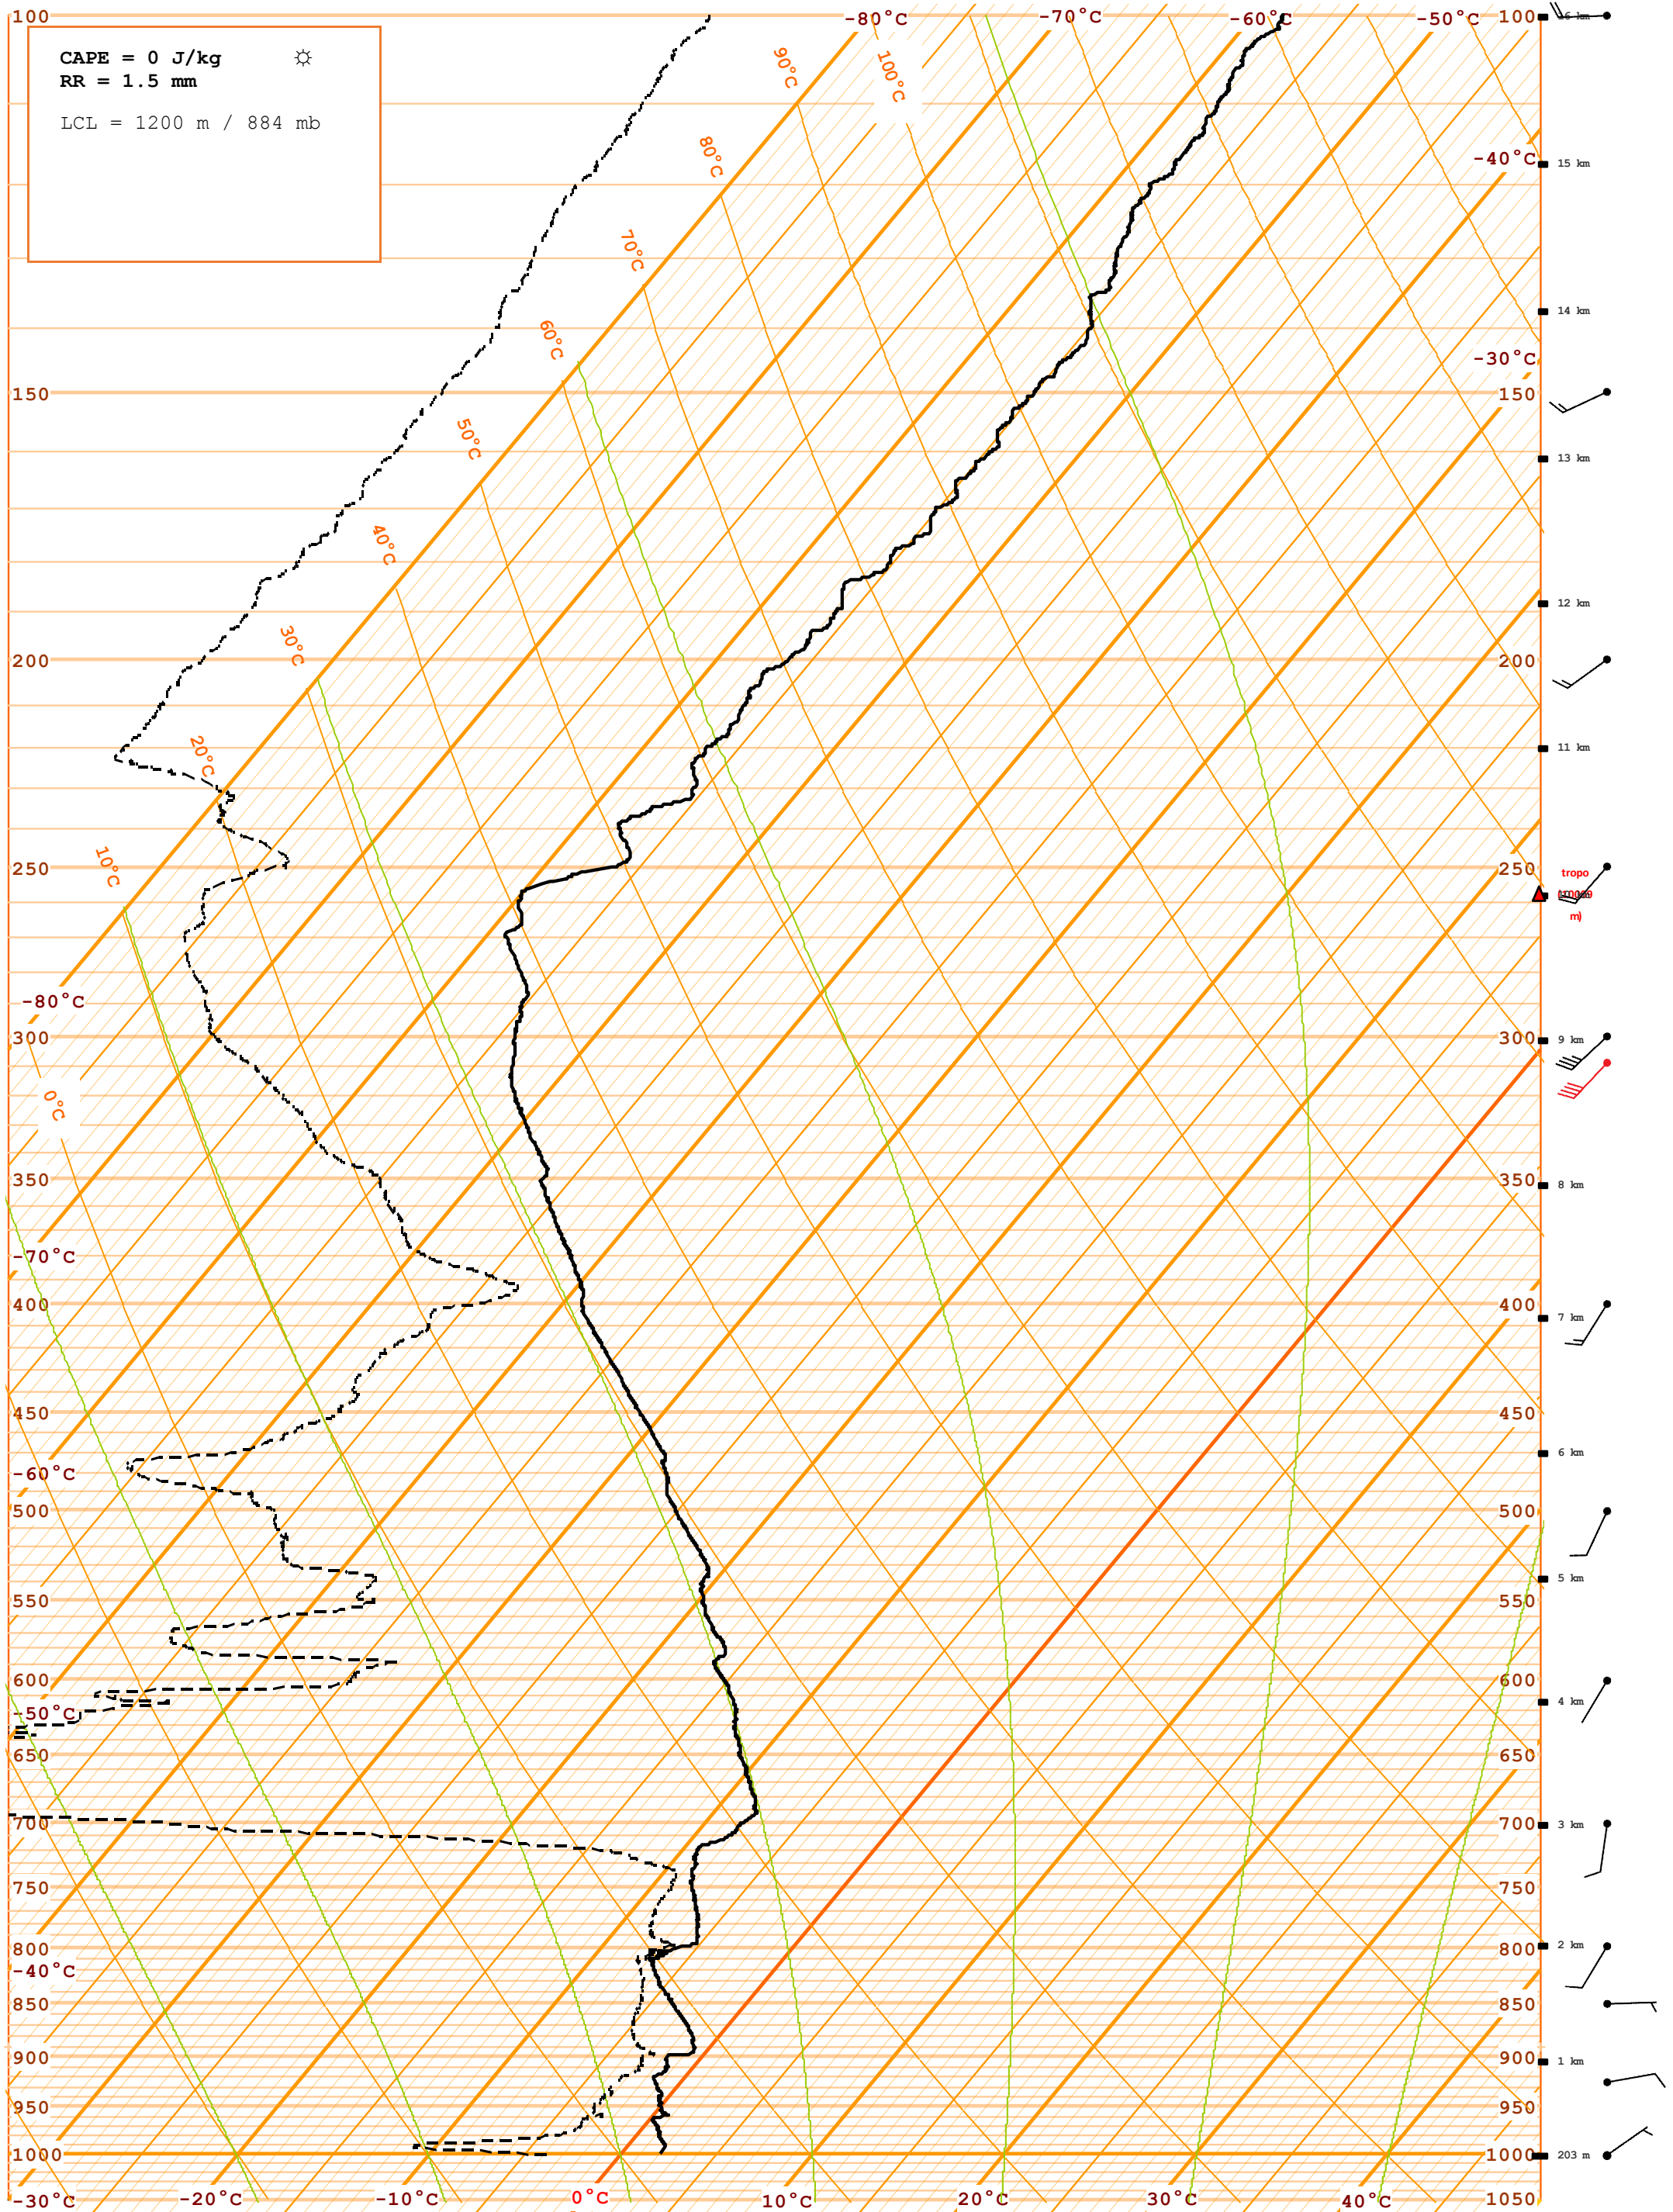 100 -80°C -70°C -60°C -50°C 100
CAPE = 0 J/kg ☼
RR = 1.5 mm
LCL = 1200 m / 884 mb
90°C 100°C
80°C -40°C 15 km
70°C
60°C 14 km
-30°C
150 150
50°C 13 km
40°C
12 km
30°C
200 200
20°C 11 km
10°C 250 250
tropo
m)
-80°C
300 300 9 km
0°C
350 350 8 km
-70°C
400 400 7 km
450 450
6 km
-60°C
500 500
5 km
550 550
600 600
4 km
-50°C
650 650
700 700 3 km
750 750
800 800 2 km
-40°C
850 850
900 900 1 km
950 950
1000 1000 203 m
-30°C -20°C -10°C 0°C 10°C 20°C 30°C 40°C 1050